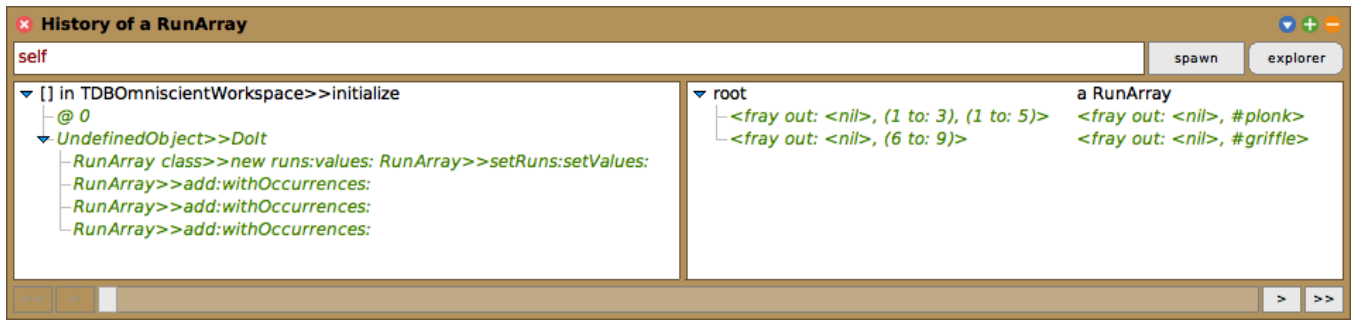 History of a RunArray
self
spawn
explorer
[] in TDBOmniscientWorkspace>>initialize
@ 0
UndefinedObject>>DoIt
RunArray class>>new runs:values: RunArray>>setRuns:setValues:
RunArray>>add:withOccurrences:
RunArray>>add:withOccurrences:
RunArray>>add:withOccurrences:
root a RunArray
<fray out: <nil>, (1 to: 3), (1 to: 5)> <fray out: <nil>, #plonk>
<fray out: <nil>, (6 to: 9)> <fray out: <nil>, #griffle>
<< < > >>